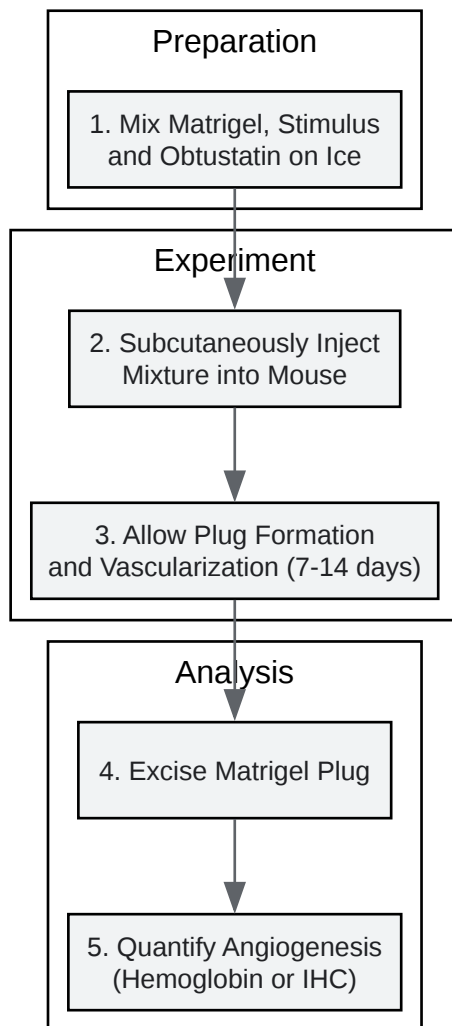 Preparation
1. Mix Matrigel, Stimulus
and Obtustatin on Ice
Experiment
2. Subcutaneously Inject
Mixture into Mouse
3. Allow Plug Formation
and Vascularization (7-14 days)
Analysis
4. Excise Matrigel Plug
5. Quantify Angiogenesis
(Hemoglobin or IHC)